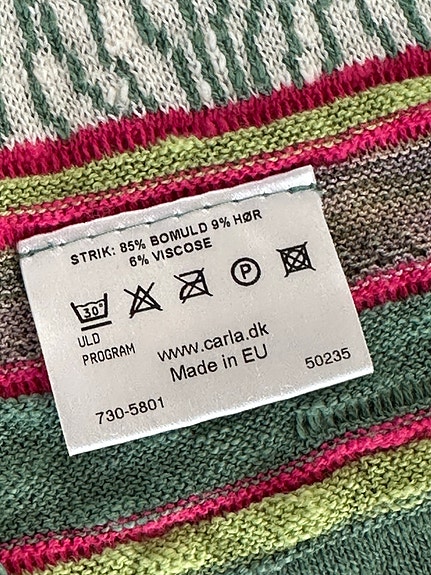 STRIK: 85% BOMULD 9% HØR
6% VISCOSE
30°
P
ULD
PROGRAM
www.carla.dk
Made in EU
50235
730-5801